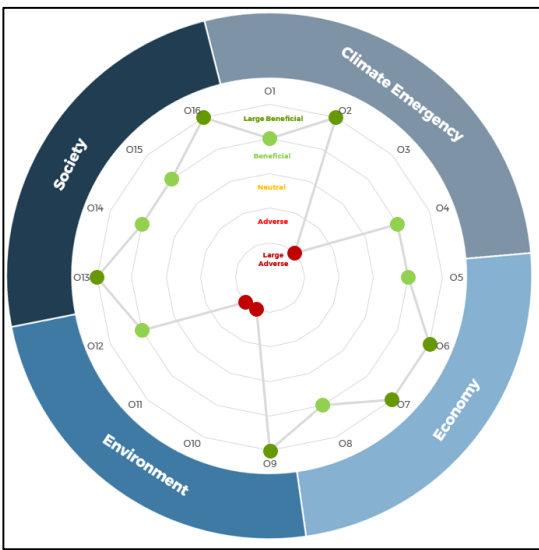 Climate Emergency
Society
Economy
Environment
O1
O2
O3
O4
O5
O6
O7
O8
O9
O10
O11
O12
O13
O14
O15
O16
Large Beneficial
Beneficial
Neutral
Adverse
Large
Adverse